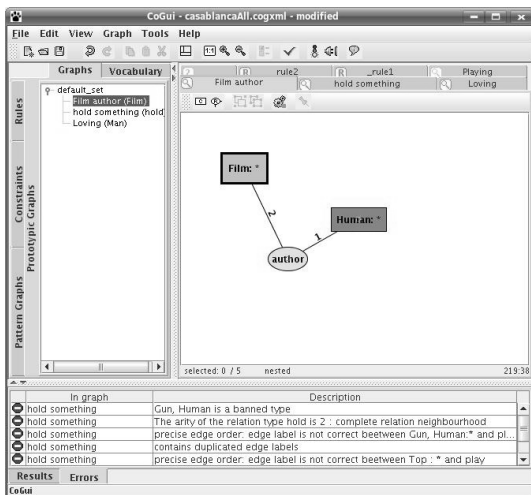 CoGui - casablancaAll.cogxml - modified
File Edit View Graph Tools Help
Graphs Vocabulary
rule2 _rule1 Playing
Film author hold something Loving
default_set
Film author (Film)
hold something (hold
Loving (Man)
Rules
Constraints
Prototypic Graphs
Pattern Graphs
Film: *
2
Human: *
1
author
selected: 0 / 5 nested 219:38
In graph Description
hold something Gun, Human is a banned type
hold something The arity of the relation type hold is 2 : complete relation neighbourhood
hold something precise edge order: edge label is not correct beetween Gun, Human:* and pl...
hold something contains duplicated edge labels
hold something precise edge order: edge label is not correct beetween Top : * and play
Results Errors
CoGui